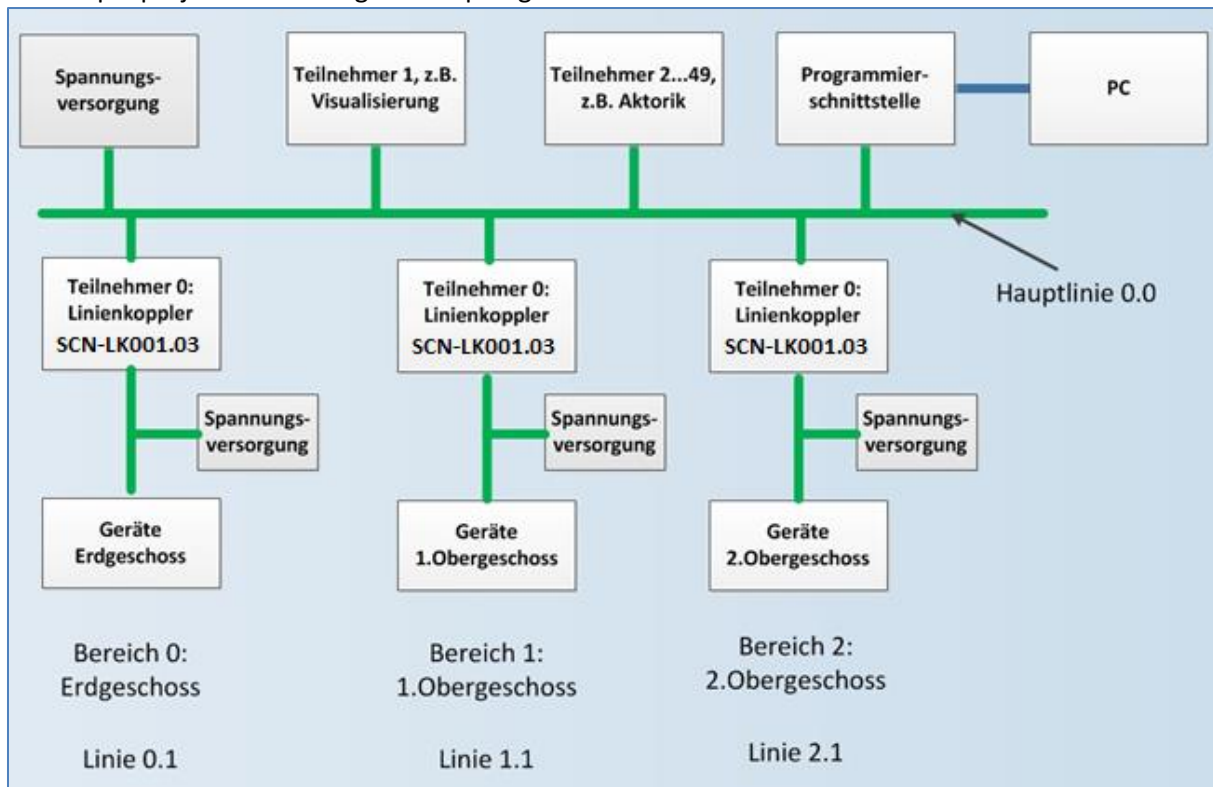 Spannungs-
versorgung
Teilnehmer 1, z.B.
Visualisierung
Teilnehmer 2...49,
z.B. Aktorik
Programmier-
schnittstelle
PC
Hauptlinie 0.0
Teilnehmer 0:
Linienkoppler
SCN-LK001.03
Teilnehmer 0:
Linienkoppler
SCN-LK001.03
Teilnehmer 0:
Linienkoppler
SCN-LK001.03
Spannungs-
versorgung
Spannungs-
versorgung
Spannungs-
versorgung
Geräte
Erdgeschoss
Geräte
1.Obergeschoss
Geräte
2.Obergeschoss
Bereich 0:
Erdgeschoss
Bereich 1:
1.Obergeschoss
Bereich 2:
2.Obergeschoss
Linie 0.1
Linie 1.1
Linie 2.1